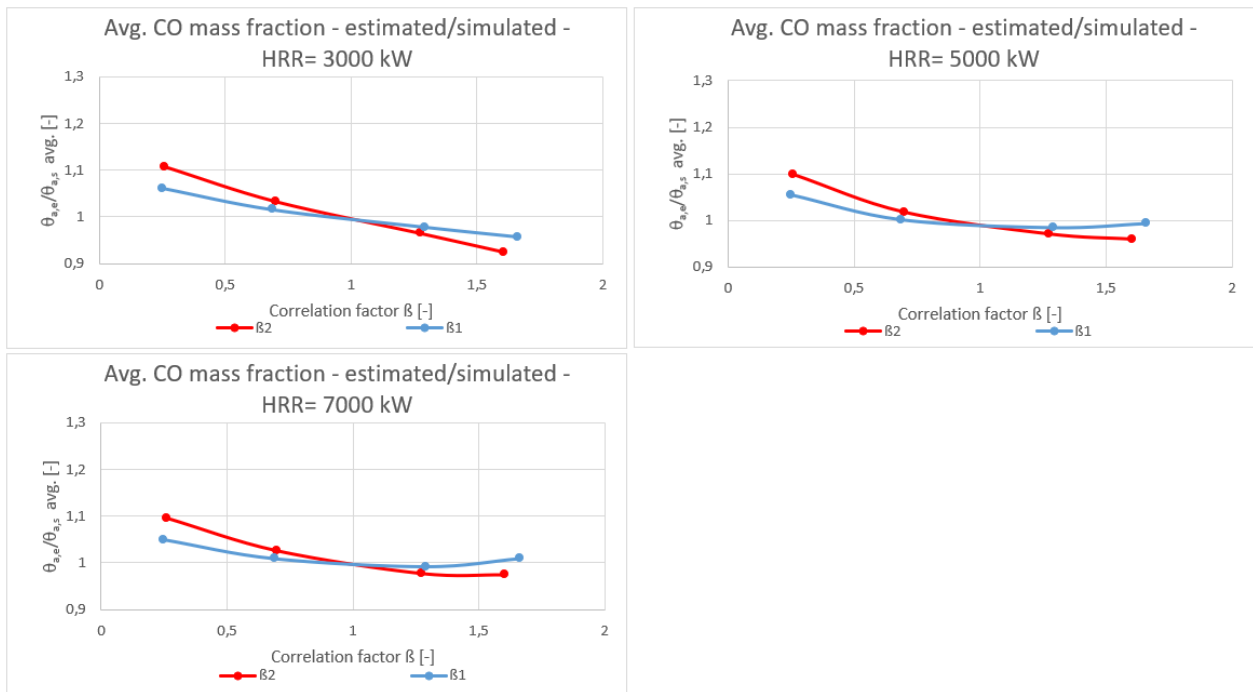 Avg. CO mass fraction - estimated/simulated -
HRR= 3000 kW
θa,e/θa,s avg. [-]
1,3
1,2
1,1
1
0,9
0 0,5 1 1,5 2
Correlation factor ß [-]
ß2 ß1
Avg. CO mass fraction - estimated/simulated -
HRR= 5000 kW
θa,e/θa,s avg. [-]
1,3
1,2
1,1
1
0,9
0 0,5 1 1,5 2
Correlation factor ß [-]
ß2 ß1
Avg. CO mass fraction - estimated/simulated -
HRR= 7000 kW
θa,e/θa,s avg. [-]
1,3
1,2
1,1
1
0,9
0 0,5 1 1,5 2
Correlation factor ß [-]
ß2 ß1